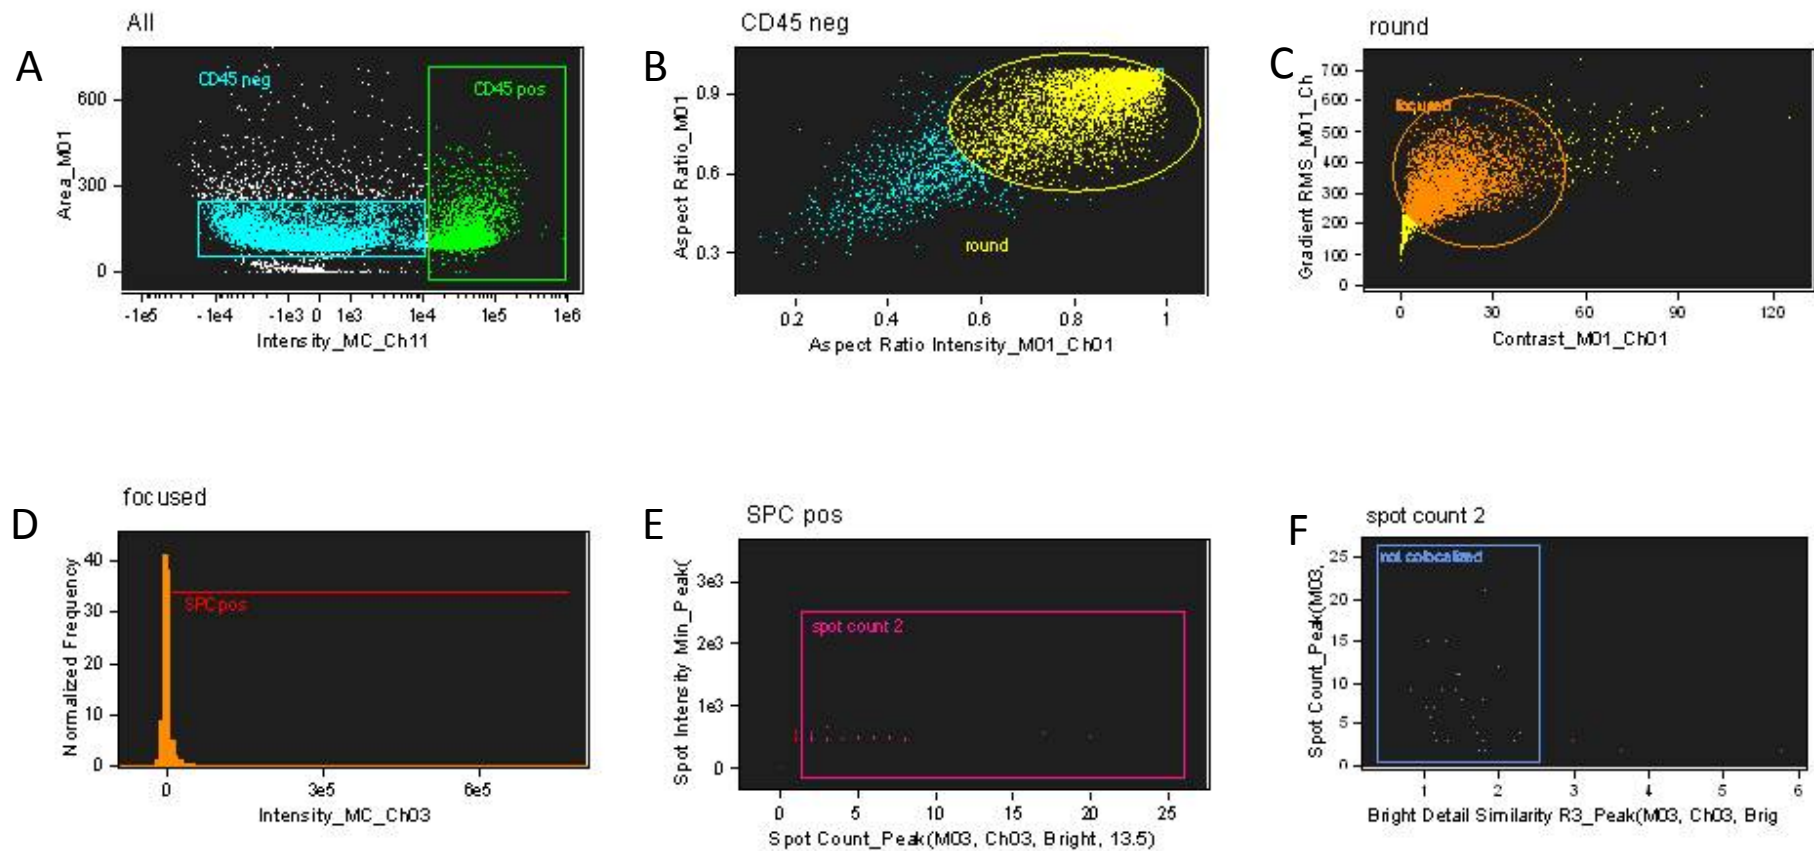 All
A
CD45 neg
CD45 pos
600
300
0
Area_M01
-1e5 -1e4 -1e3 0 1e3 1e4 1e5 1e6
Intensity_MC_Ch11
CD45 neg
B
0.9
0.6
0.3
Aspect Ratio_M01
round
0.2 0.4 0.6 0.8 1
Aspect Ratio Intensity_M01_Ch01
round
C
700
600
500
400
300
200
100
0
Gradient RMS_M01_Ch
focused
0 30 60 90 120
Contrast_M01_Ch01
focused
D
40
30
20
10
0
Normalized Frequency
SPC pos
0 3e5 6e5
Intensity_MC_Ch03
SPC pos
E
3e3
2e3
1e3
0
Spot Intensity Min_Peak(
spot count 2
0 5 10 15 20 25
Spot Count_Peak(M03, Ch03, Bright, 13.5)
spot count 2
F
25
20
15
10
5
0
Spot Count_Peak(M03,
not colocalized
1 2 3 4 5 6
Bright Detail Similarity R3_Peak(M03, Ch03, Brig